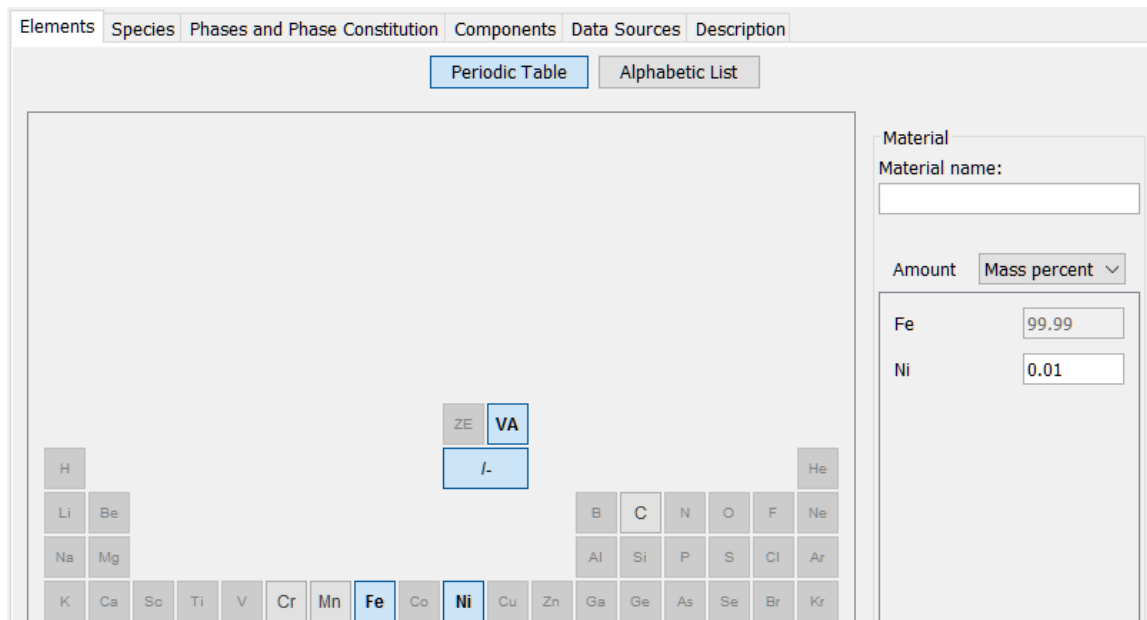 Elements Species Phases and Phase Constitution Components Data Sources Description
Periodic Table Alphabetic List
Material
Material name:
Amount Mass percent
Fe 99.99
Ni 0.01
ZE VA
H /- He
Li Be B C N O F Ne
Na Mg Al Si P S Cl Ar
K Ca Sc Ti V Cr Mn Fe Co Ni Cu Zn Ga Ge As Se Br Kr